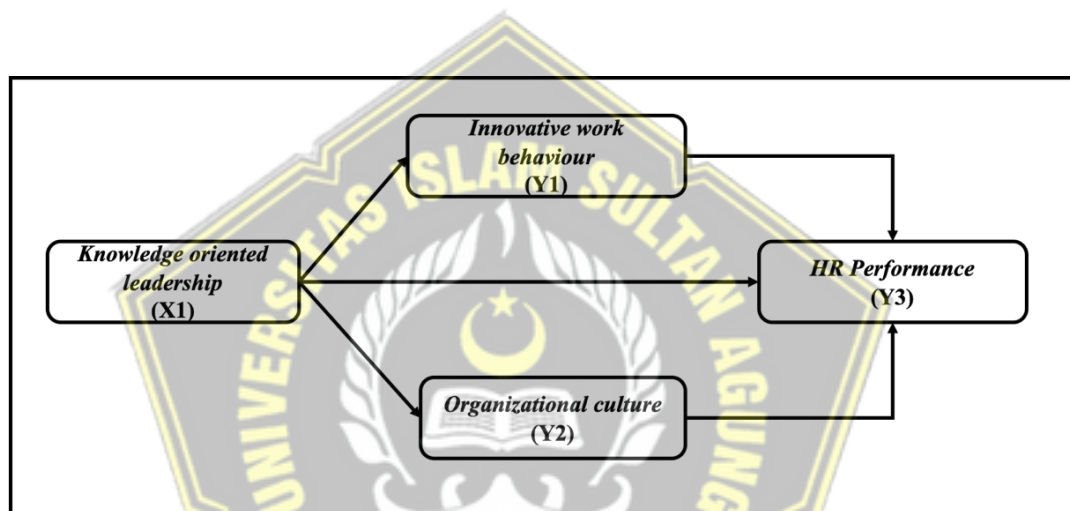 Innovative work
behaviour
(Y1)
Knowledge oriented
leadership
(X1)
HR Performance
(Y3)
Organizational culture
(Y2)
UNIVERSITAS ISLAM SULTAN AGUNG